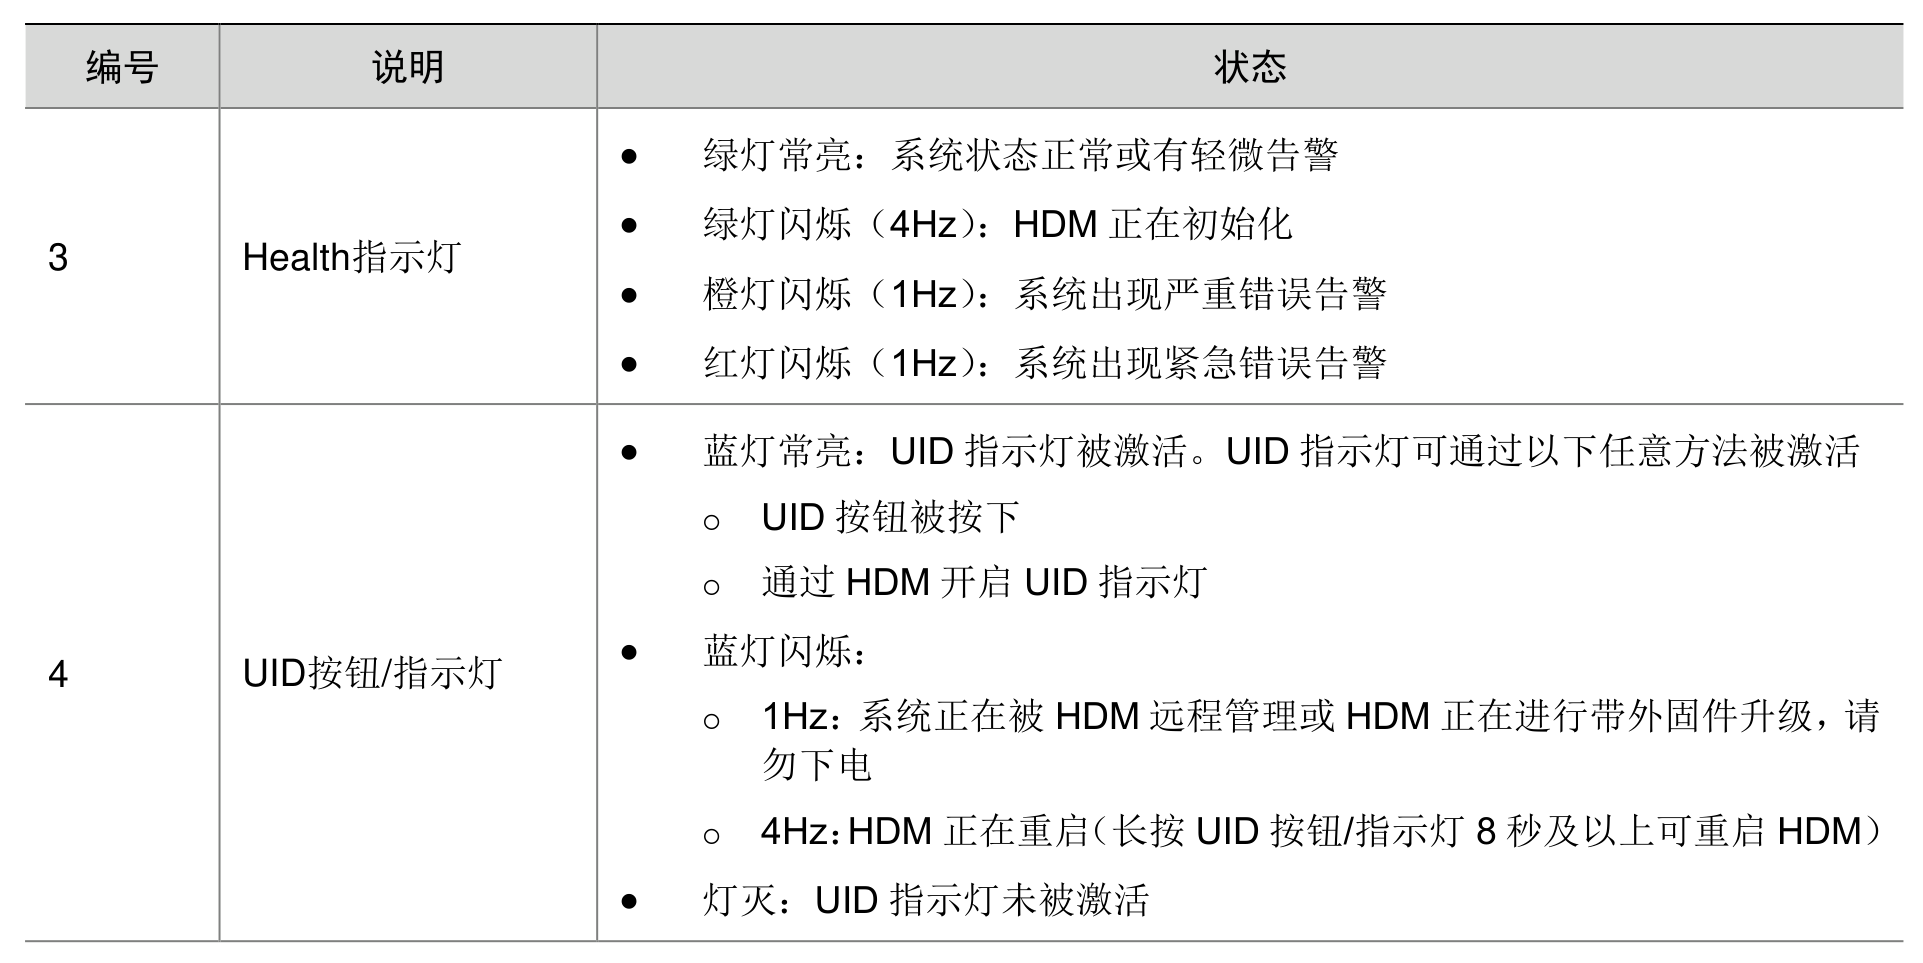 编号 说明 状态
3 Health指示灯
● 绿灯常亮：系统状态正常或有轻微告警
● 绿灯闪烁（4Hz）：HDM 正在初始化
● 橙灯闪烁（1Hz）：系统出现严重错误告警
● 红灯闪烁（1Hz）：系统出现紧急错误告警
4 UID按钮/指示灯
● 蓝灯常亮：UID 指示灯被激活。UID 指示灯可通过以下任意方法被激活
○ UID 按钮被按下
○ 通过 HDM 开启 UID 指示灯
● 蓝灯闪烁：
○ 1Hz：系统正在被 HDM 远程管理或 HDM 正在进行带外固件升级，请
勿下电
○ 4Hz：HDM 正在重启（长按 UID 按钮/指示灯 8 秒及以上可重启 HDM）
● 灯灭：UID 指示灯未被激活